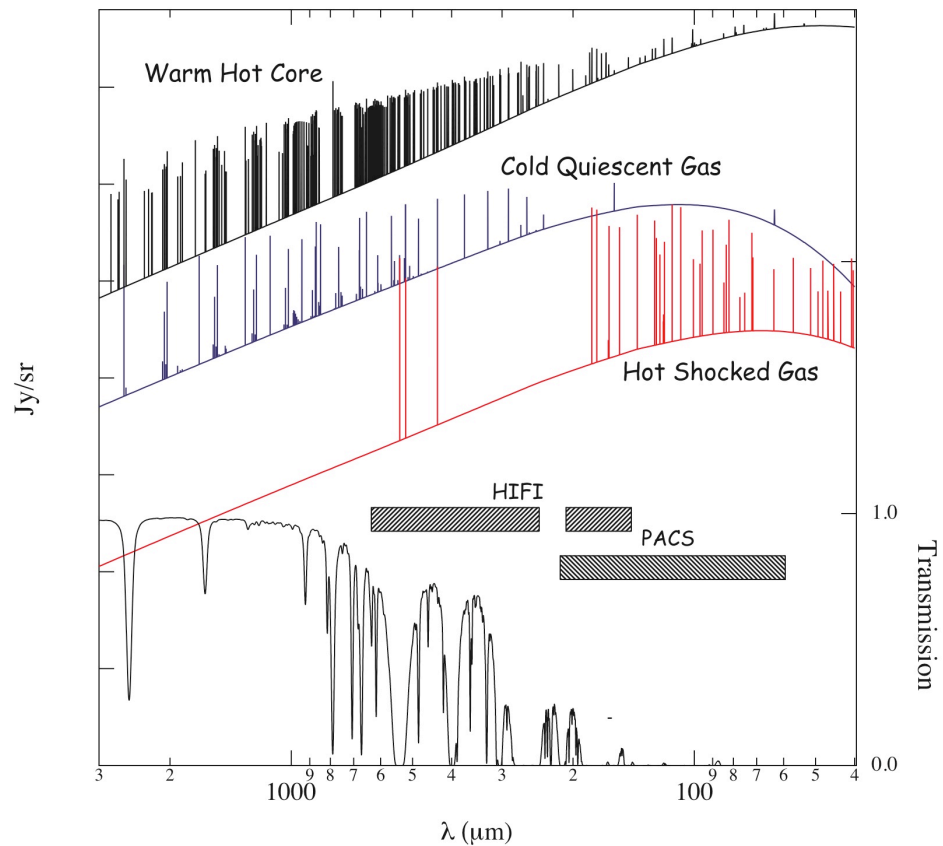 Warm Hot Core
Cold Quiescent Gas
Hot Shocked Gas
Jy/sr
HIFI
PACS
1.0
Transmission
0.0
3 2 9 8 7 6 5 4 3 2 9 8 7 6 5 4
1000 100
λ (μm)